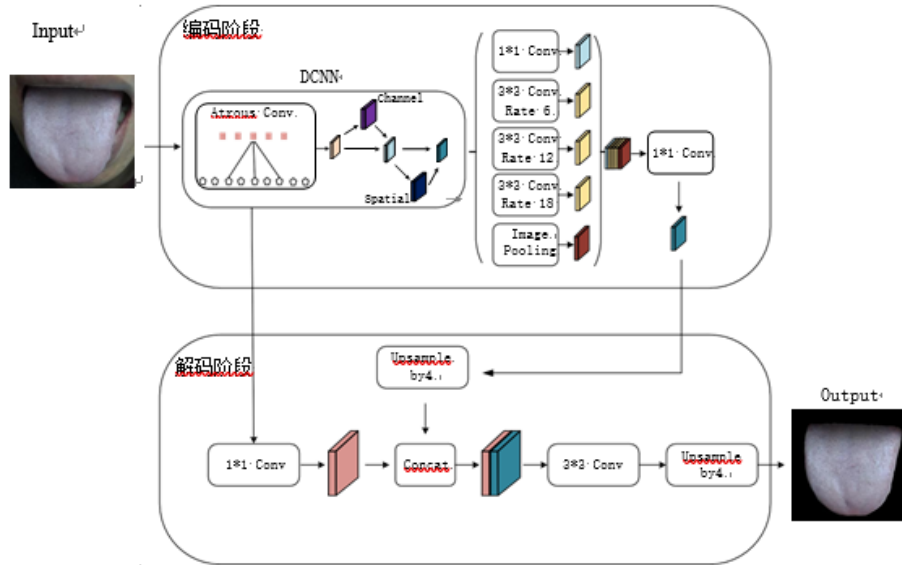 Input
编码阶段
DCNN
Atrous Conv.
Channel
Spatial
1*1 Conv.
3*3 Conv.
Rate 6.
3*3 Conv.
Rate 12
3*3 Conv.
Rate 18
Image.
Pooling
1*1 Conv.
解码阶段
Upsample
by4.
1*1 Conv
Concat
3*3 Conv
Upsample
by4.
Output